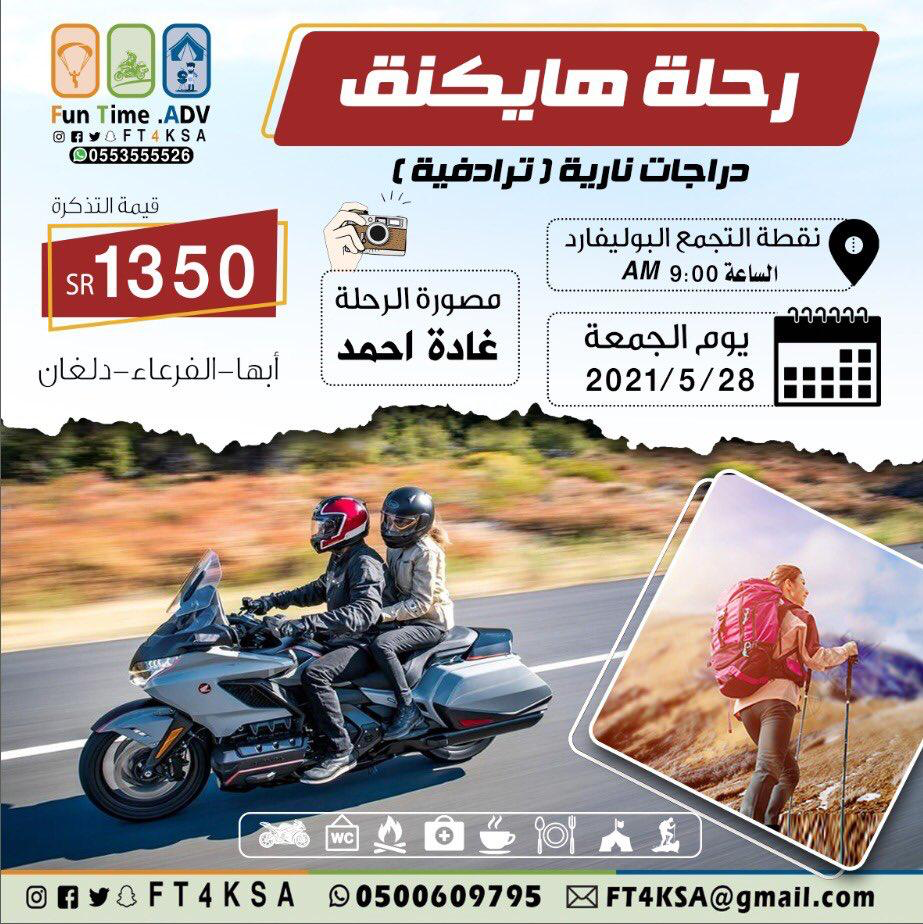 Fun Time .ADV
FT4KSA
0553555526
رحلة هايكنق
دراجات نارية ( ترادفية )
قيمة التذكرة
SR 1350
أبها-الفرعاء-دلغان
مصورة الرحلة
غادة احمد
نقطة التجمع البوليفارد
الساعة 9:00 AM
يوم الجمعة
2021/5/28
WC
FT4KSA 0500609795 FT4KSA@gmail.com